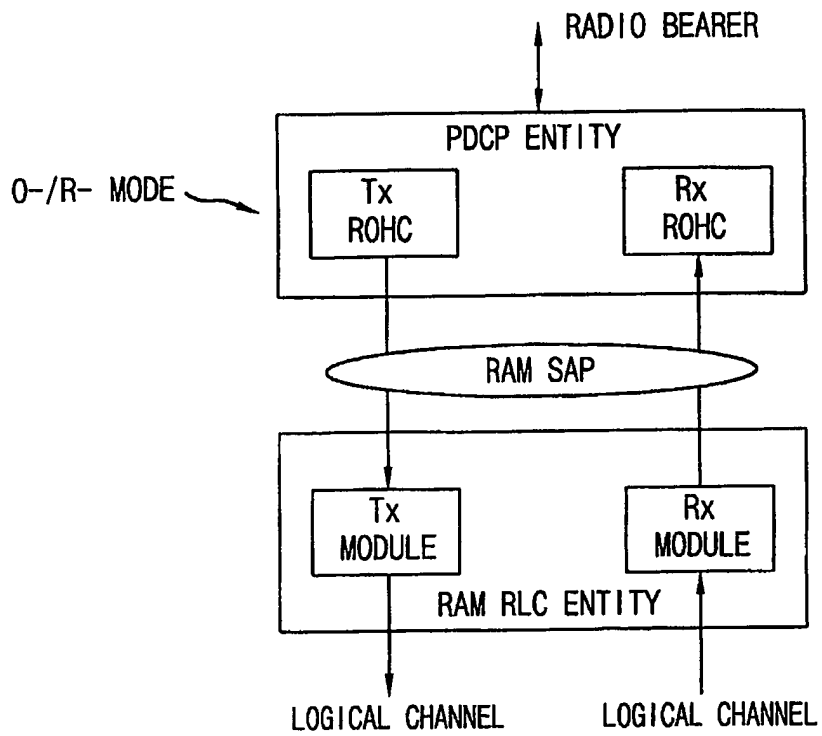 RADIO BEARER
PDCP ENTITY
O-/R- MODE
Tx
ROHC
Rx
ROHC
RAM SAP
Tx
MODULE
Rx
MODULE
RAM RLC ENTITY
LOGICAL CHANNEL
LOGICAL CHANNEL